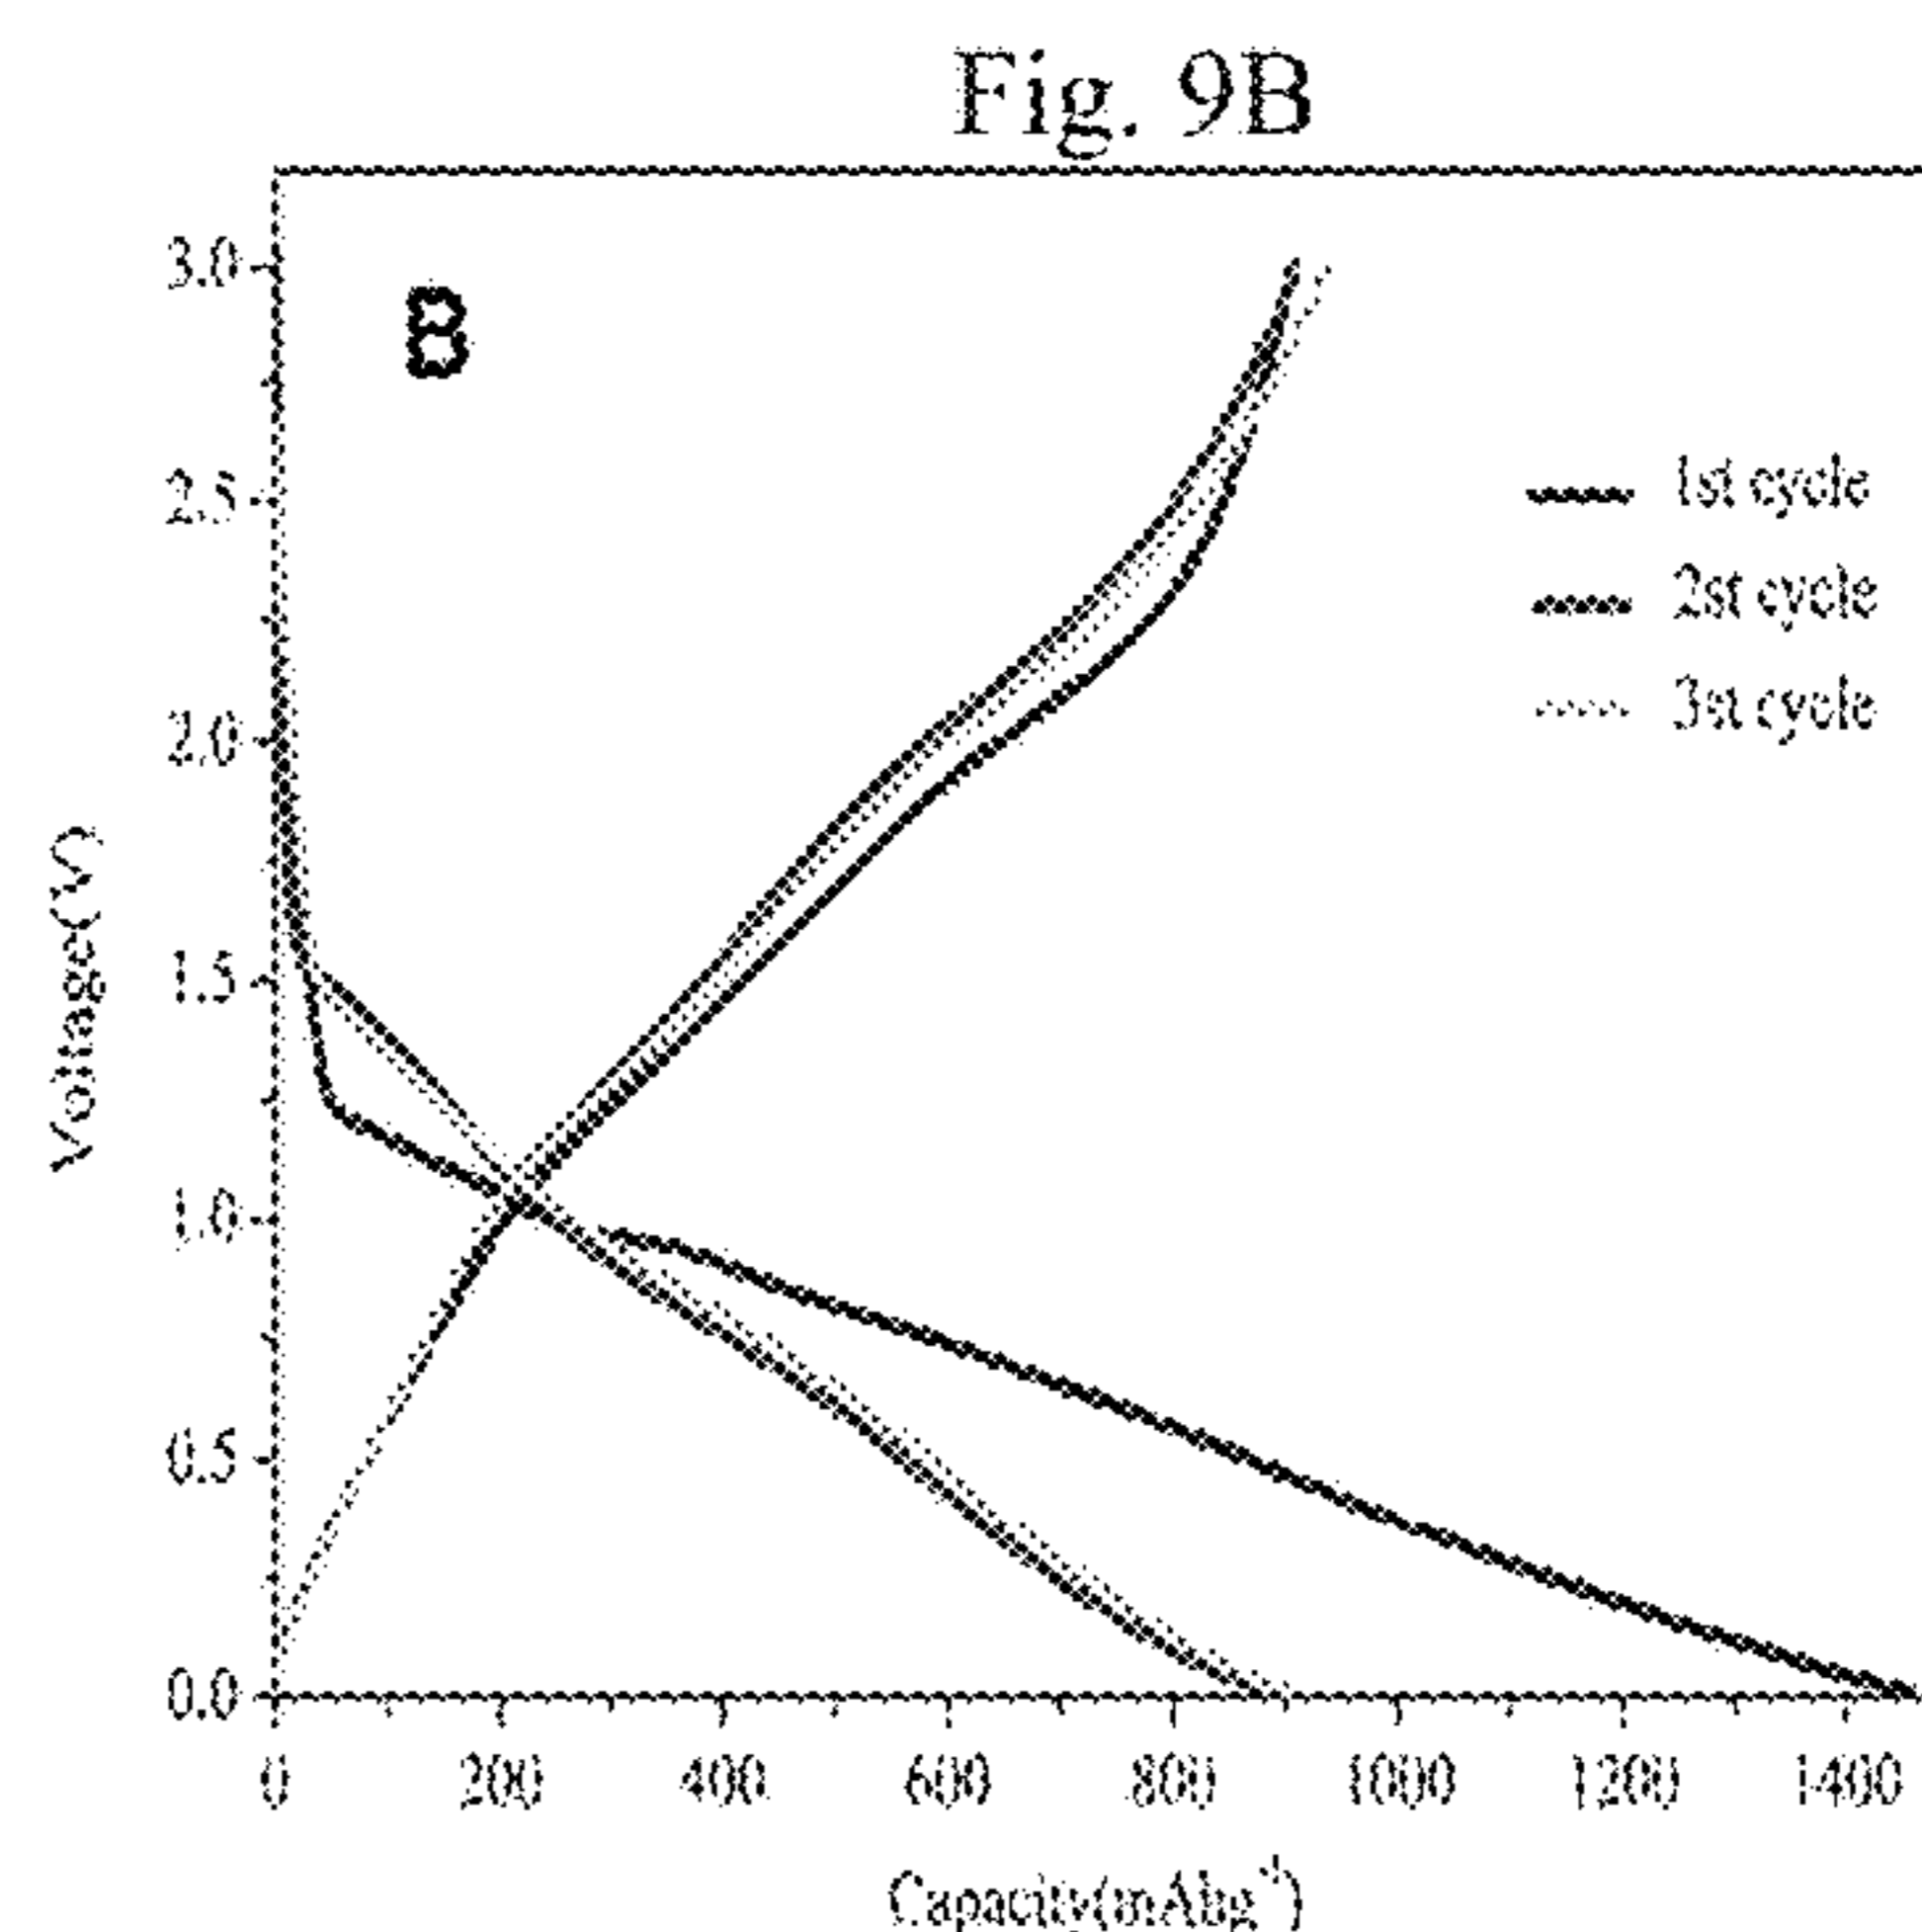 Fig. 9B
B
3.0
2.5
2.0
1.5
1.0
0.5
0.0
Voltage(V)
1st cycle
2st cycle
3st cycle
0 200 400 600 800 1000 1200 1400
Capacity(mAhg⁻¹)